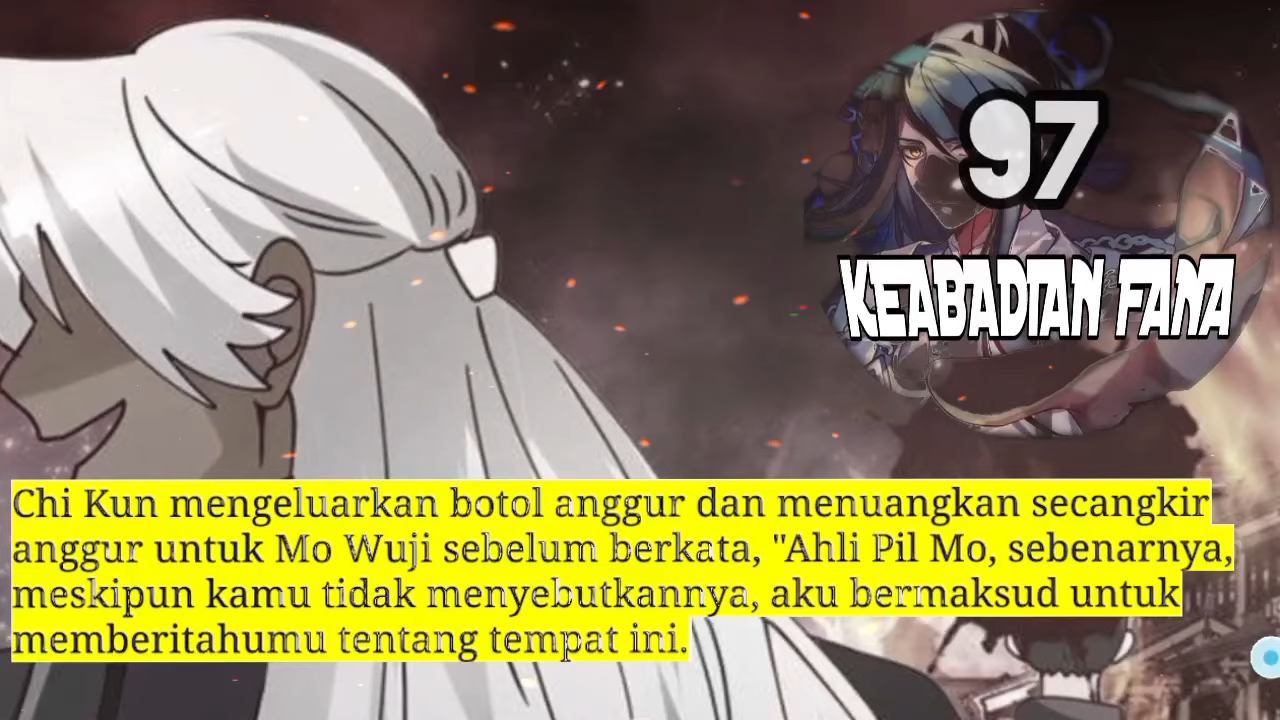 97
KEABADIAN FANA
Chi Kun mengeluarkan botol anggur dan menuangkan secangkir
anggur untuk Mo Wuji sebelum berkata, "Ahli Pil Mo, sebenarnya,
meskipun kamu tidak menyebutkannya, aku bermaksud untuk
memberitahumu tentang tempat ini.